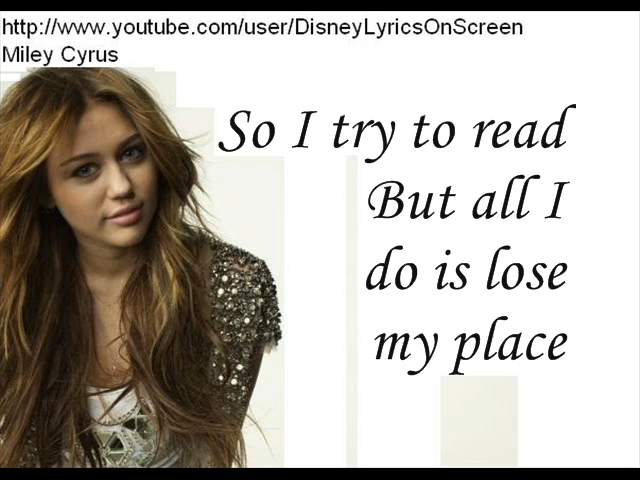 http://www.youtube.com/user/DisneyLyricsOnScreen
Miley Cyrus
So I try to read
But all I
do is lose
my place